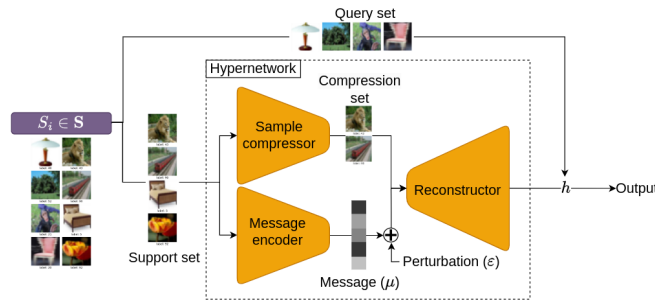 Query set
Hypernetwork
Compression
set
S_i ∈ S
Sample
compressor
Reconstructor
h
Output
Message
encoder
Support set
Perturbation (ε)
Message (μ)